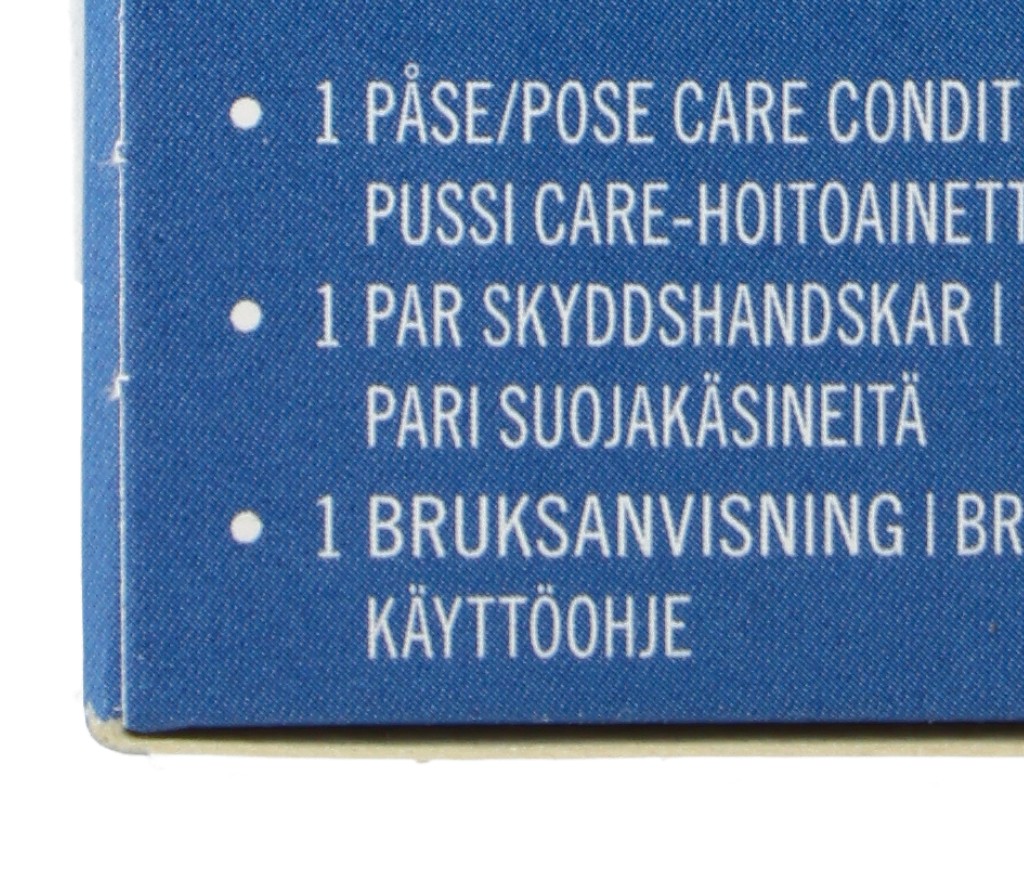 • 1 PÅSE/POSE CARE CONDIT
PUSSI CARE-HOITOAINETT
• 1 PAR SKYDDSHANDSKAR |
PARI SUOJAKÄSINEITÄ
• 1 BRUKSANVISNING | BR
KÄYTTÖOHJE